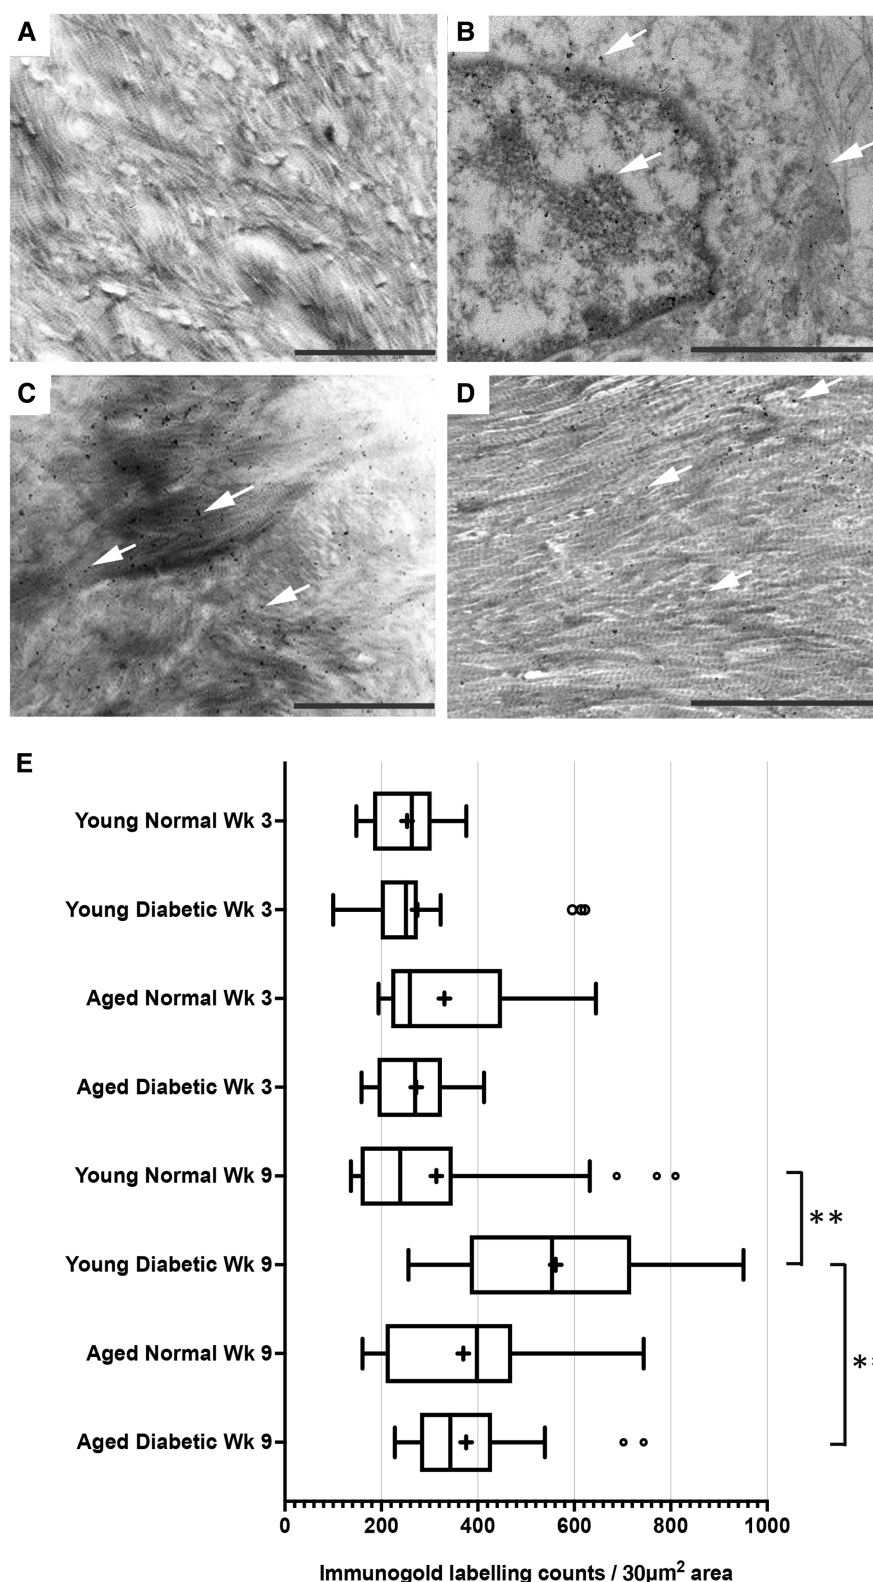 A
B
C
D
E
Young Normal Wk 3
Young Diabetic Wk 3
Aged Normal Wk 3
Aged Diabetic Wk 3
Young Normal Wk 9
**
Young Diabetic Wk 9
Aged Normal Wk 9
**
Aged Diabetic Wk 9
0 200 400 600 800 1000
Immunogold labelling counts / 30µm² area